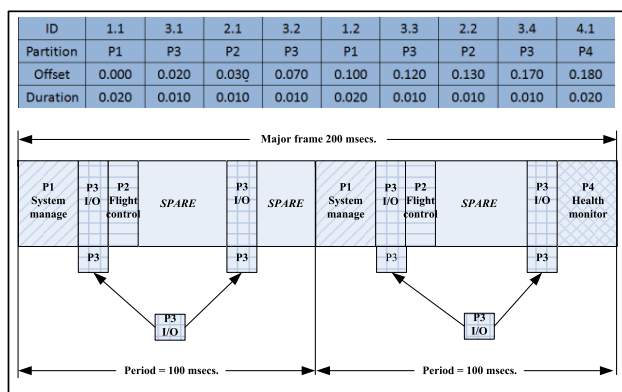 ID 1.1 3.1 2.1 3.2 1.2 3.3 2.2 3.4 4.1
Partition P1 P3 P2 P3 P1 P3 P2 P3 P4
Offset 0.000 0.020 0.030 0.070 0.100 0.120 0.130 0.170 0.180
Duration 0.020 0.010 0.010 0.010 0.020 0.010 0.010 0.010 0.020
Major frame 200 msecs.
P1 System manage
P3 I/O
P2 Flight control
SPARE
P3 I/O
SPARE
P1 System manage
P3 I/O
P2 Flight control
SPARE
P3 I/O
P4 Health monitor
P3
P3
P3
P3
P3 I/O
P3 I/O
Period = 100 msecs.
Period = 100 msecs.